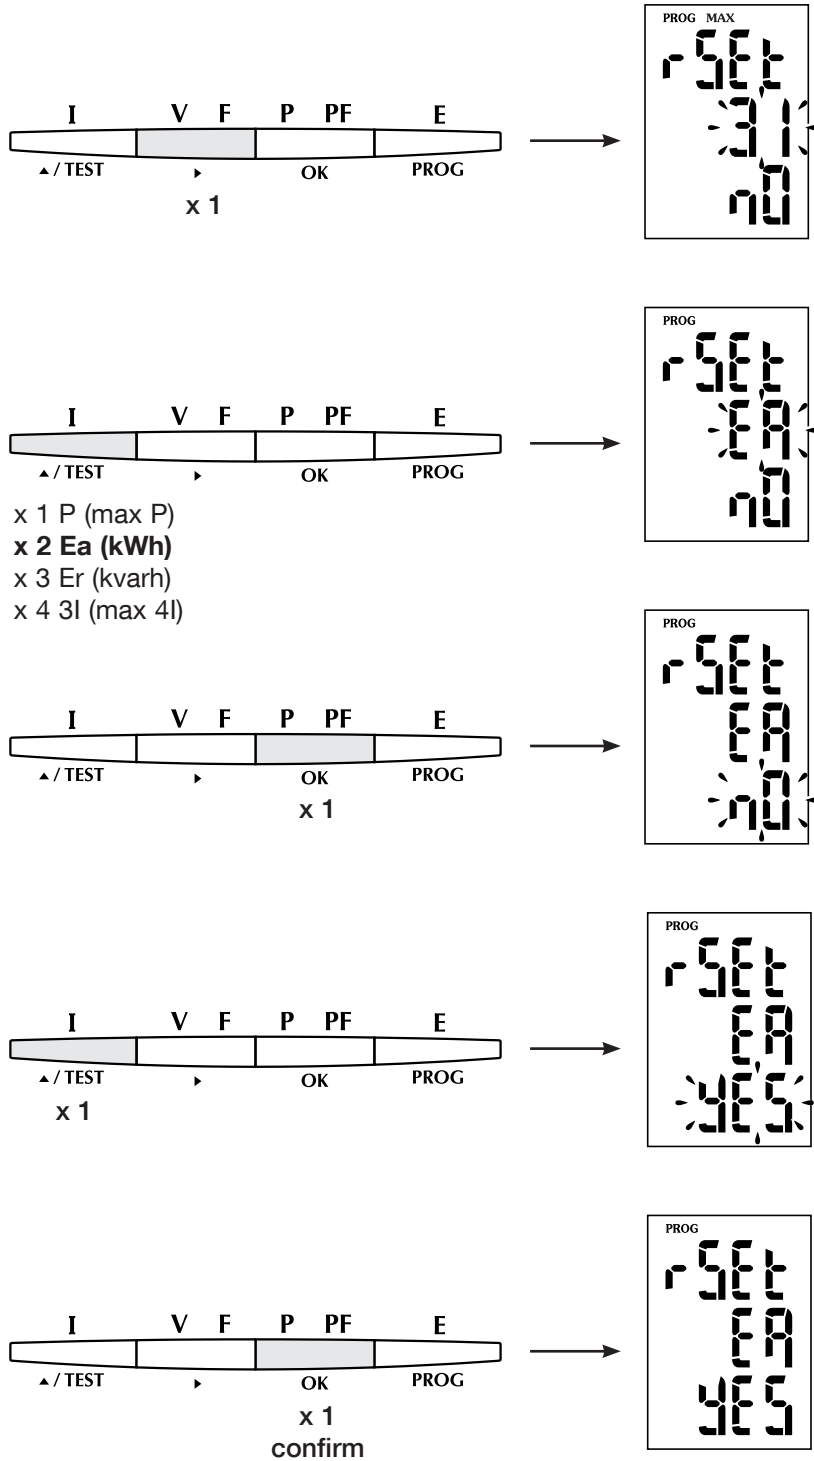 PROG MAX
rSEt
31
nO
I V F P PF E
▲ / TEST ▶ OK PROG
x 1
PROG
rSEt
EA
nO
I V F P PF E
▲ / TEST ▶ OK PROG
x 1 P (max P)
x 2 Ea (kWh)
x 3 Er (kvarh)
x 4 3I (max 4I)
PROG
rSEt
EA
nO
I V F P PF E
▲ / TEST ▶ OK PROG
x 1
PROG
rSEt
EA
YES
I V F P PF E
▲ / TEST ▶ OK PROG
x 1
PROG
rSEt
EA
YES
I V F P PF E
▲ / TEST ▶ OK PROG
x 1
confirm